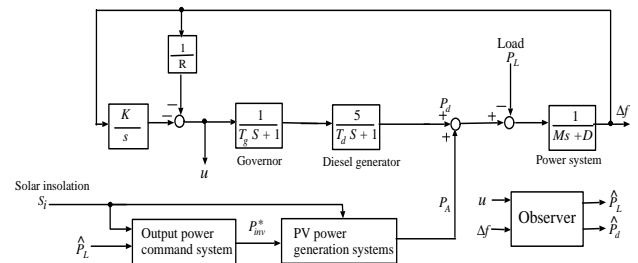 1
R
Load
P_L
K
s
1
T_g S + 1
Governor
5
T_d S + 1
Diesel generator
P_d
1
Ms + D
Power system
Δf
u
Solar insolation
S_i
P̂_L
Output power
command system
P*_inv
PV power
generation systems
P_A
u
Δf
Observer
P̂_L
P̂_d